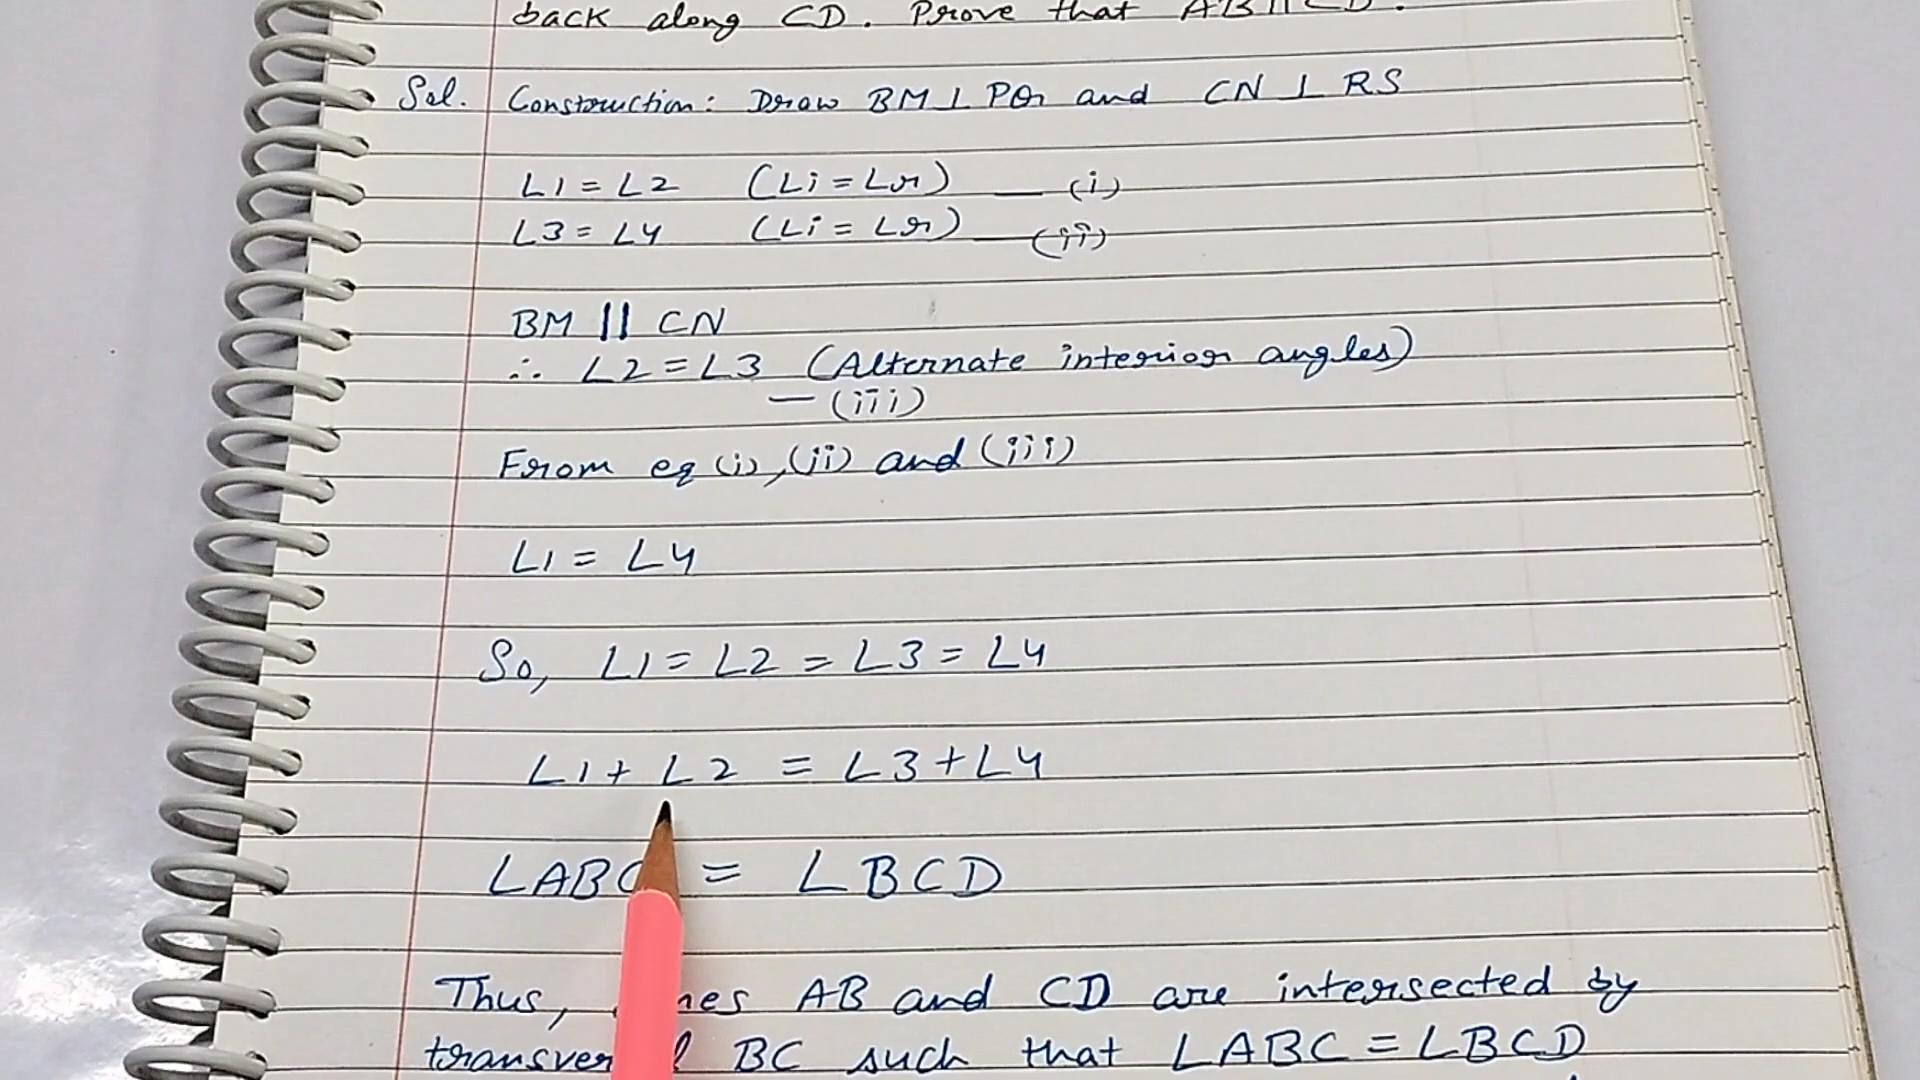 back along CD. Prove that AB || CD.
Sol. Construction: Draw BM ⊥ PQ and CN ⊥ RS
∠1 = ∠2 (∠i = ∠r) — (i)
∠3 = ∠4 (∠i = ∠r) — (ii)
BM || CN
∴ ∠2 = ∠3 (Alternate interior angles)
— (iii)
From eq (i), (ii) and (iii)
∠1 = ∠4
So, ∠1 = ∠2 = ∠3 = ∠4
∠1 + ∠2 = ∠3 + ∠4
∠ABC = ∠BCD
Thus, AB and CD are intersected by
BC such that ∠ABC = ∠BCD